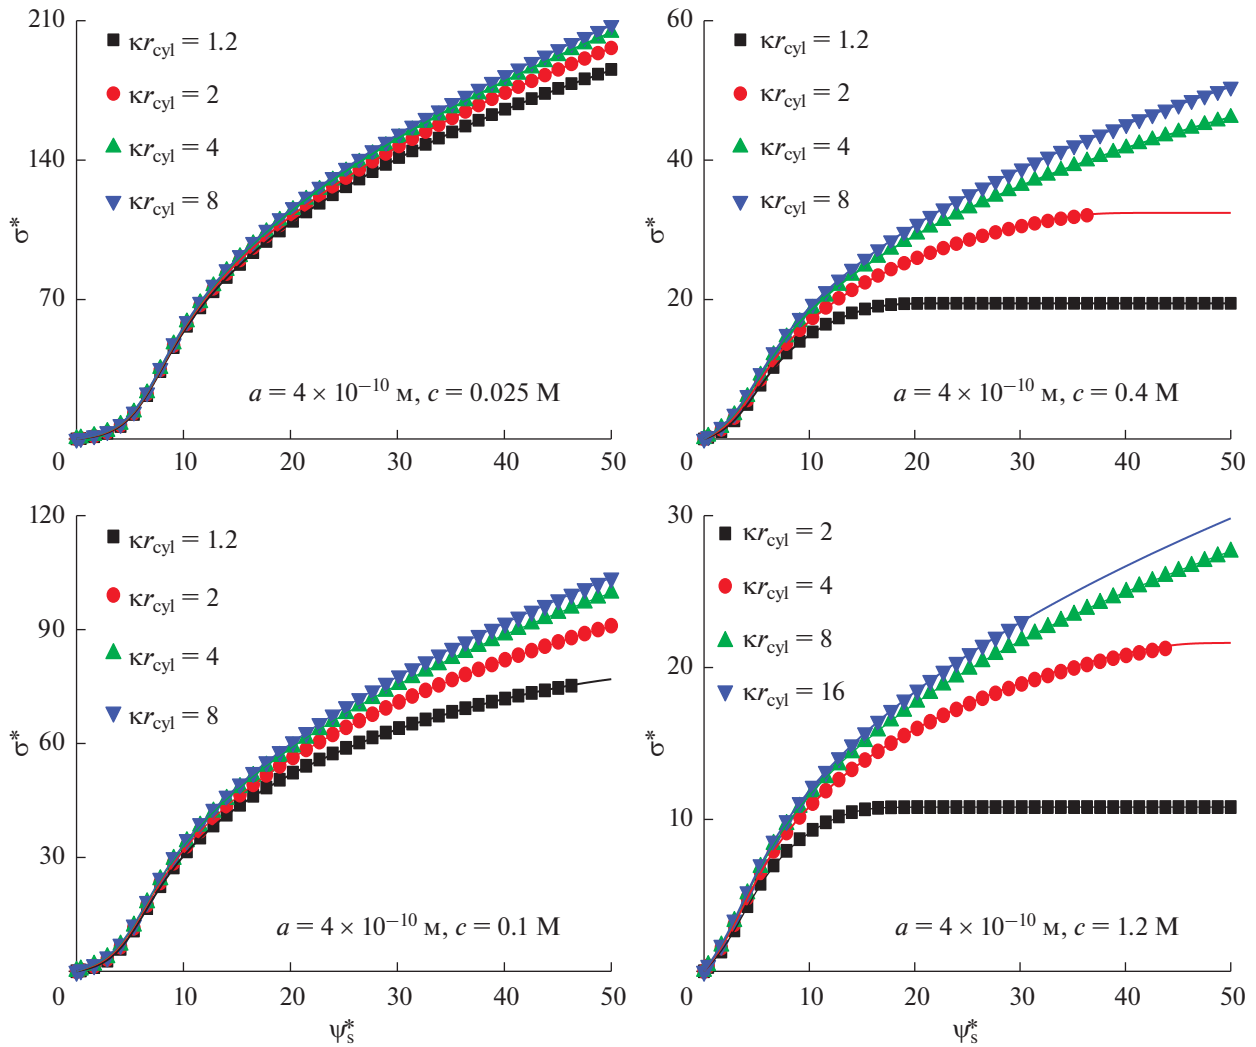 210
140
70
0
10
20
30
40
50
σ*
κr_cyl = 1.2
κr_cyl = 2
κr_cyl = 4
κr_cyl = 8
a = 4 × 10⁻¹⁰ м, c = 0.025 M
60
40
20
0
10
20
30
40
50
σ*
κr_cyl = 1.2
κr_cyl = 2
κr_cyl = 4
κr_cyl = 8
a = 4 × 10⁻¹⁰ м, c = 0.4 M
120
90
60
30
0
10
20
30
40
50
σ*
ψ_s*
κr_cyl = 1.2
κr_cyl = 2
κr_cyl = 4
κr_cyl = 8
a = 4 × 10⁻¹⁰ м, c = 0.1 M
30
20
10
0
10
20
30
40
50
σ*
ψ_s*
κr_cyl = 2
κr_cyl = 4
κr_cyl = 8
κr_cyl = 16
a = 4 × 10⁻¹⁰ м, c = 1.2 M